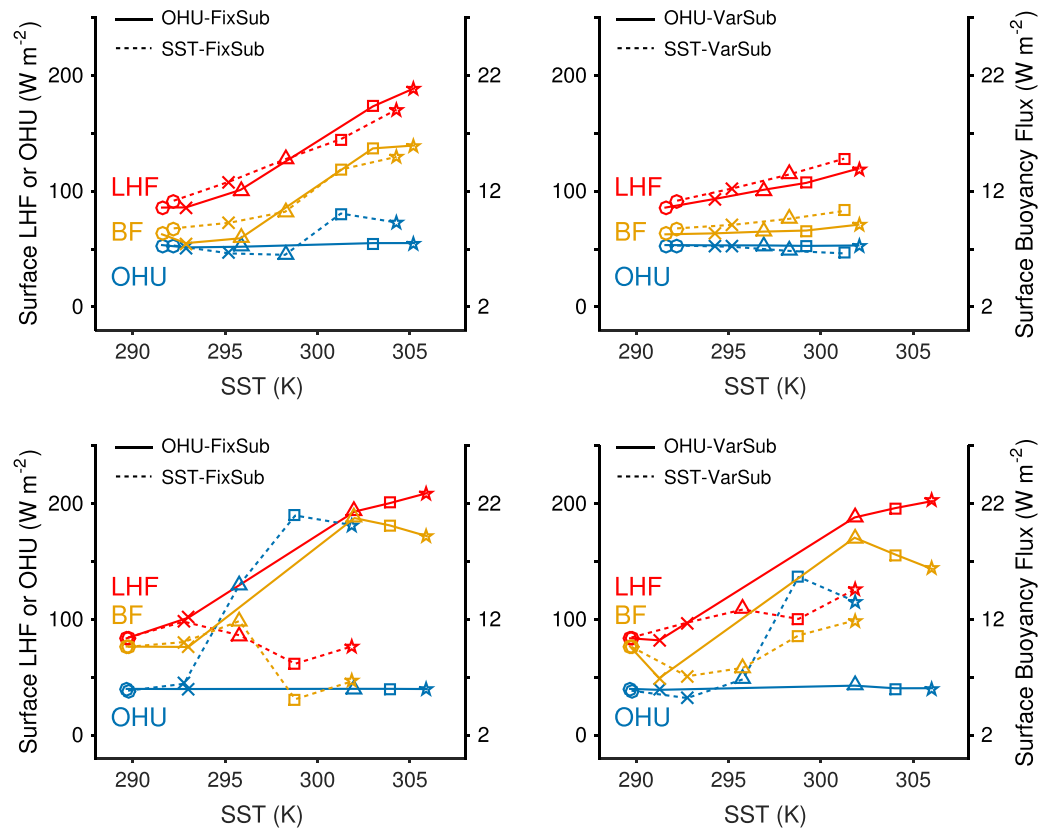 OHU-FixSub
SST-FixSub
200
100
0
22
12
2
LHF
BF
OHU
290
295
300
305
SST (K)
Surface LHF or OHU (W m-2)
OHU-VarSub
SST-VarSub
200
100
0
22
12
2
LHF
BF
OHU
290
295
300
305
SST (K)
Surface Buoyancy Flux (W m-2)
OHU-FixSub
SST-FixSub
200
100
0
22
12
2
LHF
BF
OHU
290
295
300
305
SST (K)
Surface LHF or OHU (W m-2)
OHU-VarSub
SST-VarSub
200
100
0
22
12
2
LHF
BF
OHU
290
295
300
305
SST (K)
Surface Buoyancy Flux (W m-2)